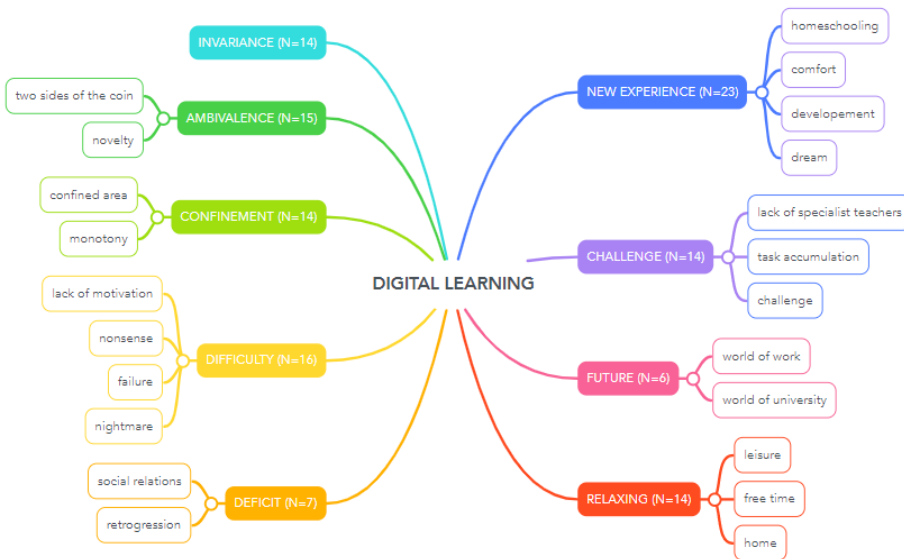 INVARIANCE (N=14)
AMBIVALENCE (N=15)
two sides of the coin
novelty
CONFINEMENT (N=14)
confined area
monotony
DIFFICULTY (N=16)
lack of motivation
nonsense
failure
nightmare
DEFICIT (N=7)
social relations
retrogression
DIGITAL LEARNING
NEW EXPERIENCE (N=23)
homeschooling
comfort
developement
dream
CHALLENGE (N=14)
lack of specialist teachers
task accumulation
challenge
FUTURE (N=6)
world of work
world of university
RELAXING (N=14)
leisure
free time
home